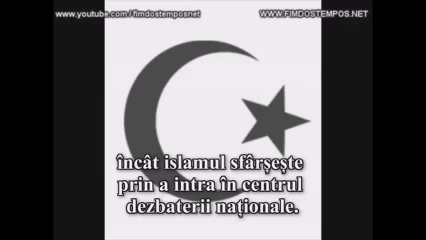 www.youtube.com/fimdostemposnet
WWW.FIMDOSTEMPOS.NET
încât islamul sfârșește
prin a intra în centrul
dezbaterii naționale.